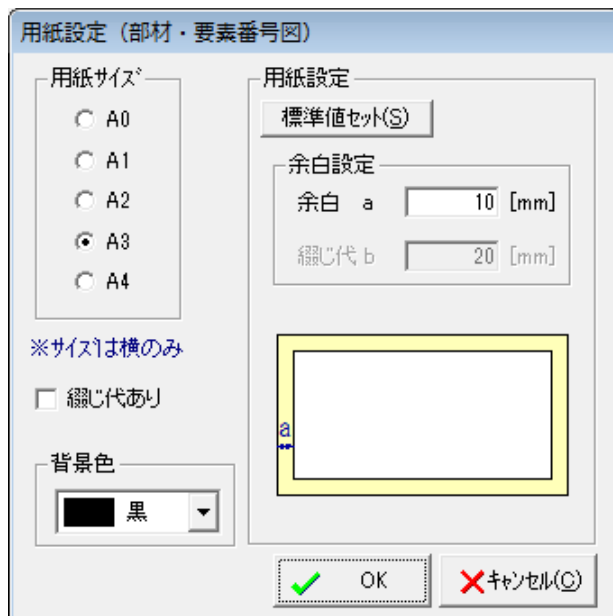 用紙設定（部材・要素番号図）
用紙サイズ
A0
A1
A2
A3
A4
※サイズは横のみ
綴じ代あり
背景色
黒
用紙設定
標準値セット(S)
余白設定
余白 a 10 [mm]
綴じ代 b 20 [mm]
a
OK
キャンセル(C)